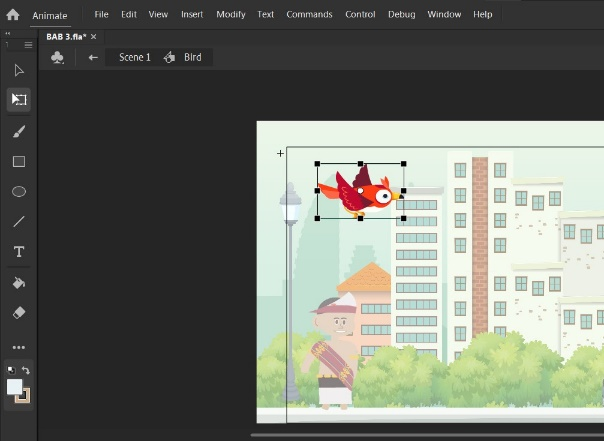 Animate File Edit View Insert Modify Text Commands Control Debug Window Help
BAB 3.fla* ×
Scene 1 Bird
T